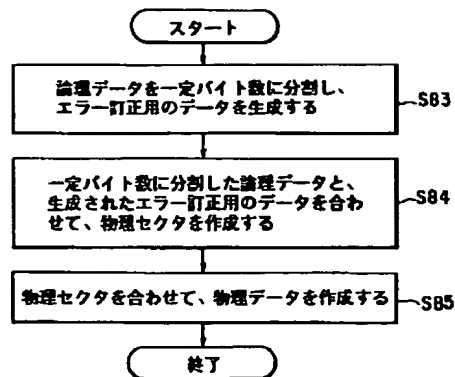 スタート
論理データを一定バイト数に分割し、
エラー訂正用のデータを生成する
S83
一定バイト数に分割した論理データと、
生成されたエラー訂正用のデータを合わ
せて、物理セクタを作成する
S84
物理セクタを合わせて、物理データを作成する
S85
終了